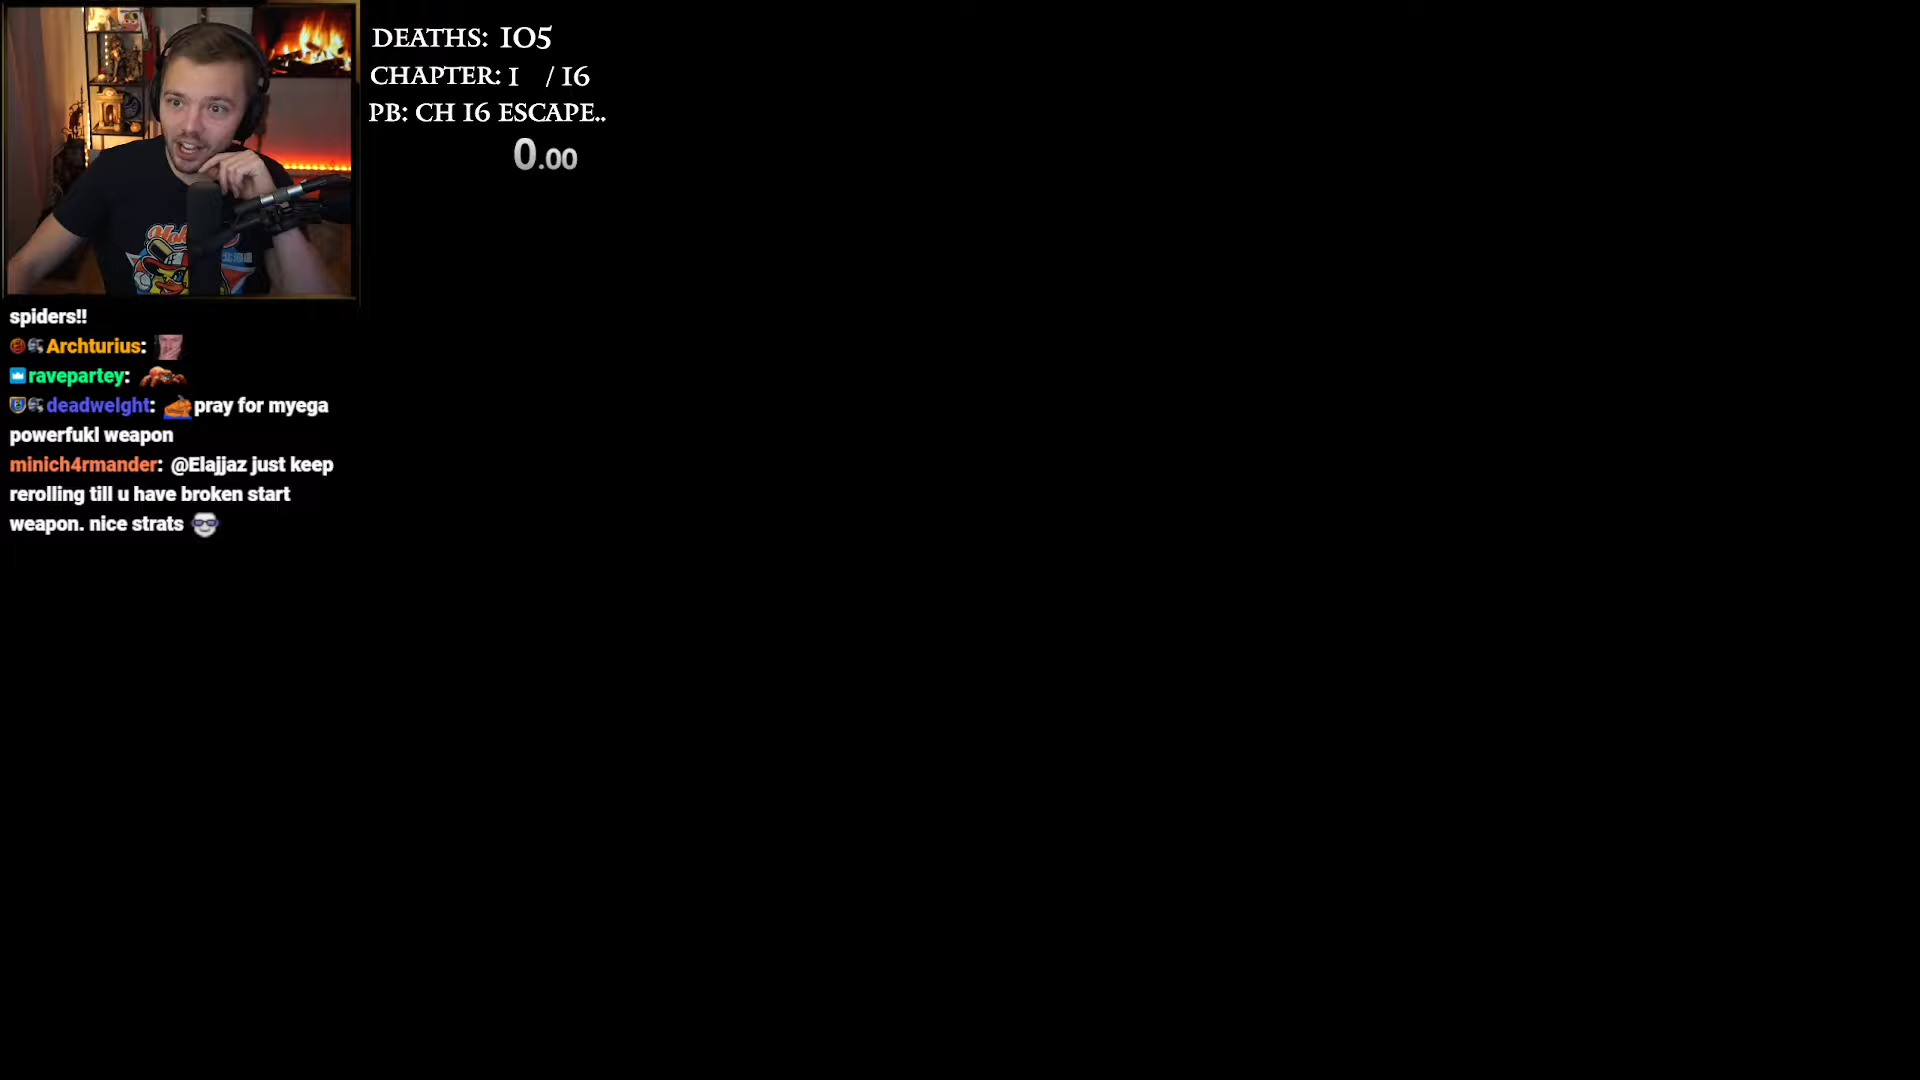 DEATHS: 105
CHAPTER: 1 / 16
PB: CH 16 ESCAPE..
0.00
spiders!!
Archturius:
ravepartey:
deadwelght: pray for myega
powerfukl weapon
minich4rmander: @Elajjaz just keep
rerolling till u have broken start
weapon. nice strats